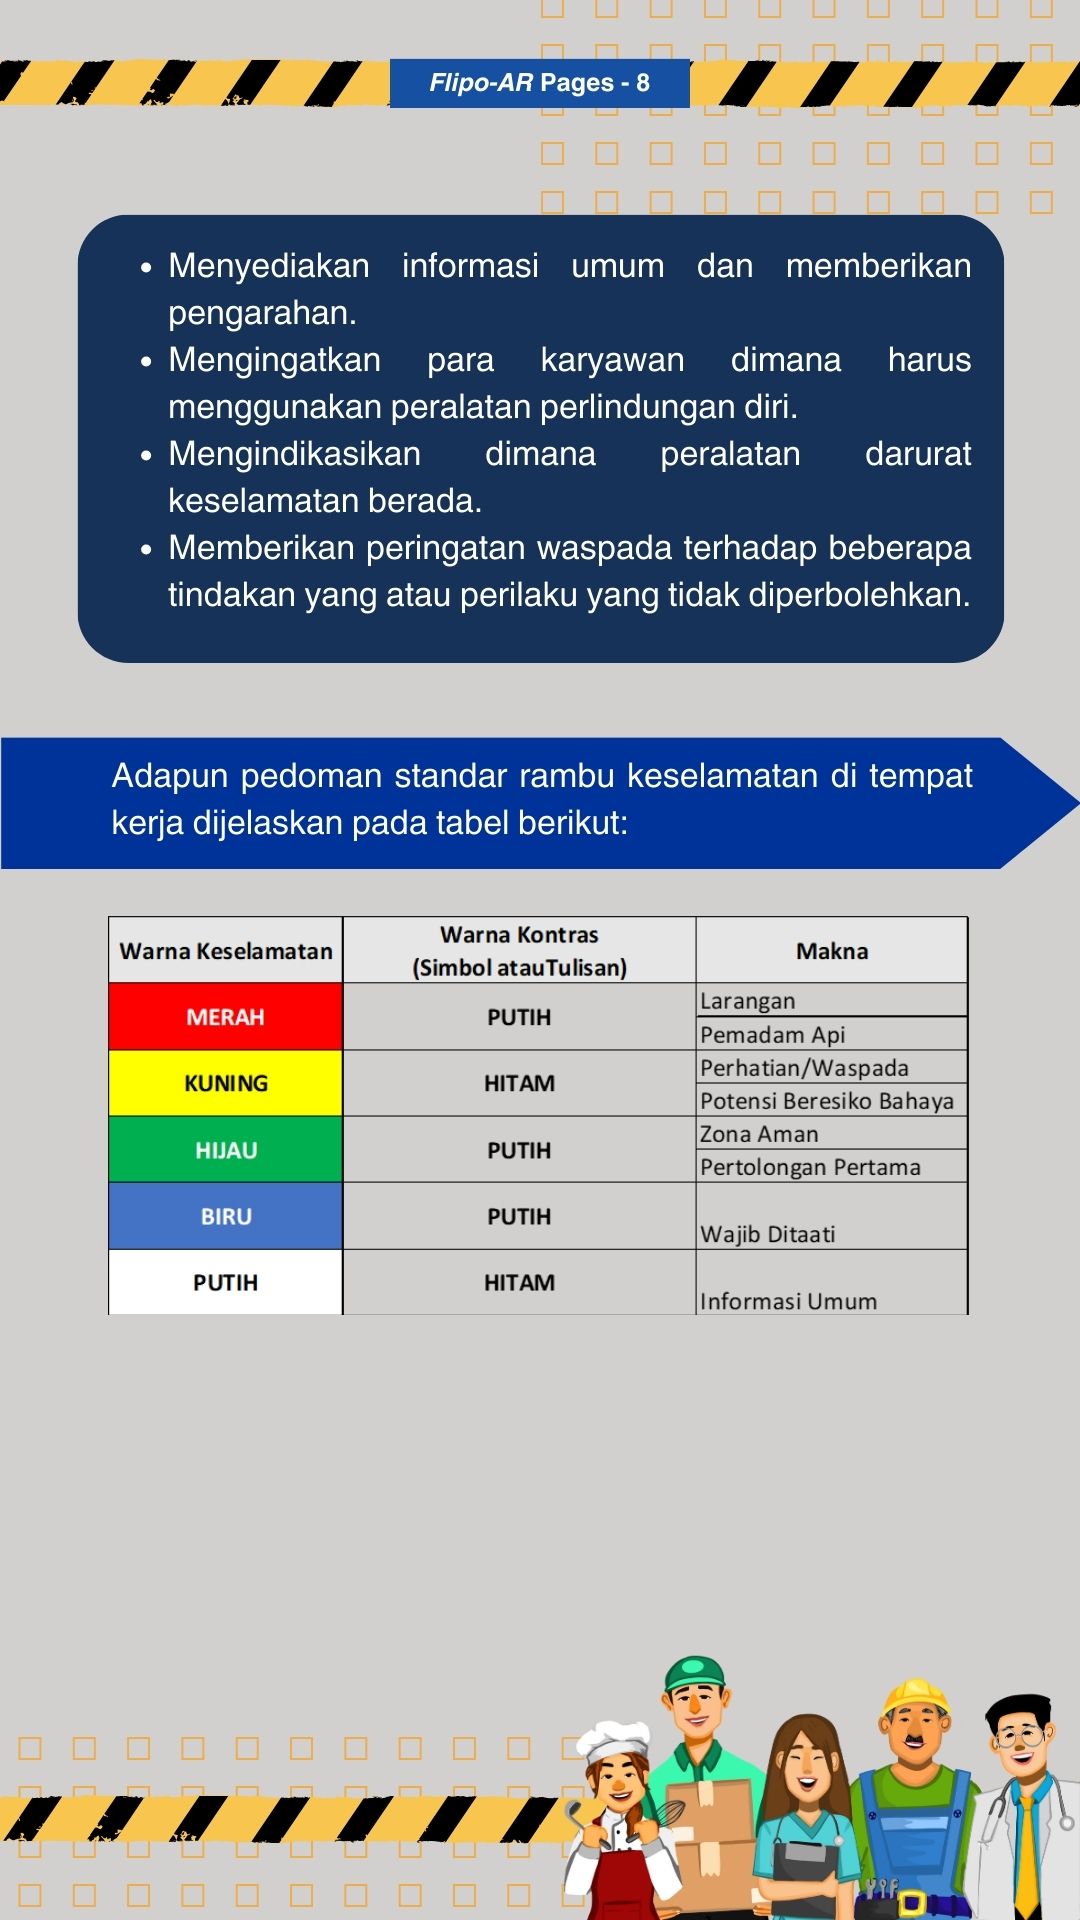 Flipo-AR Pages - 8
• Menyediakan informasi umum dan memberikan
pengarahan.
• Mengingatkan para karyawan dimana harus
menggunakan peralatan perlindungan diri.
• Mengindikasikan dimana peralatan darurat
keselamatan berada.
• Memberikan peringatan waspada terhadap beberapa
tindakan yang atau perilaku yang tidak diperbolehkan.
Adapun pedoman standar rambu keselamatan di tempat
kerja dijelaskan pada tabel berikut:
Warna Keselamatan
Warna Kontras
(Simbol atauTulisan)
Makna
MERAH
PUTIH
Larangan
Pemadam Api
KUNING
HITAM
Perhatian/Waspada
Potensi Beresiko Bahaya
HIJAU
PUTIH
Zona Aman
Pertolongan Pertama
BIRU
PUTIH
Wajib Ditaati
PUTIH
HITAM
Informasi Umum